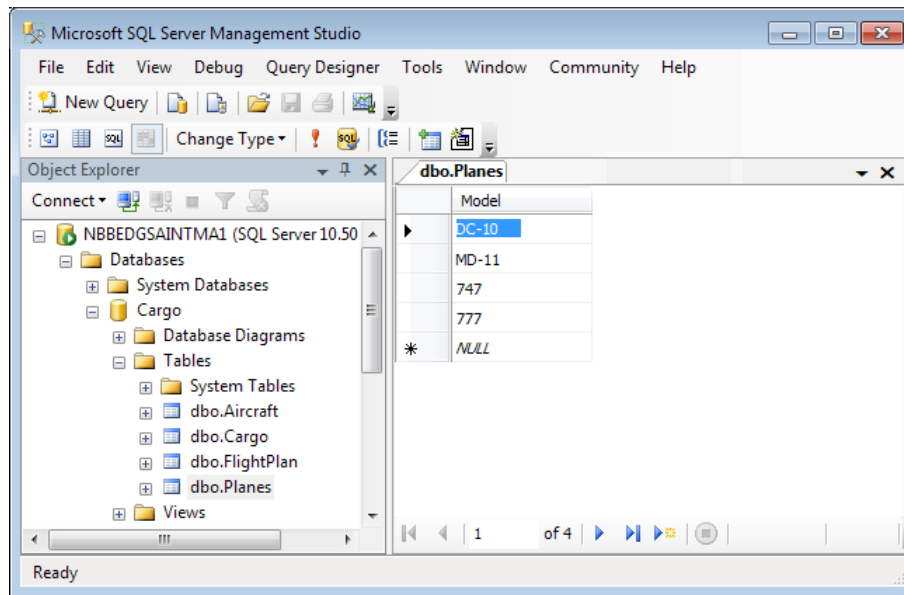 Microsoft SQL Server Management Studio
File Edit View Debug Query Designer Tools Window Community Help
New Query
SQL Change Type SQL
Object Explorer
dbo.Planes
Connect
Model
NBBEDGSAINTMA1 (SQL Server 10.50
DC-10
Databases
MD-11
System Databases
747
Cargo
777
Database Diagrams
NULL
Tables
System Tables
dbo.Aircraft
dbo.Cargo
dbo.FlightPlan
dbo.Planes
Views
1 of 4
Ready